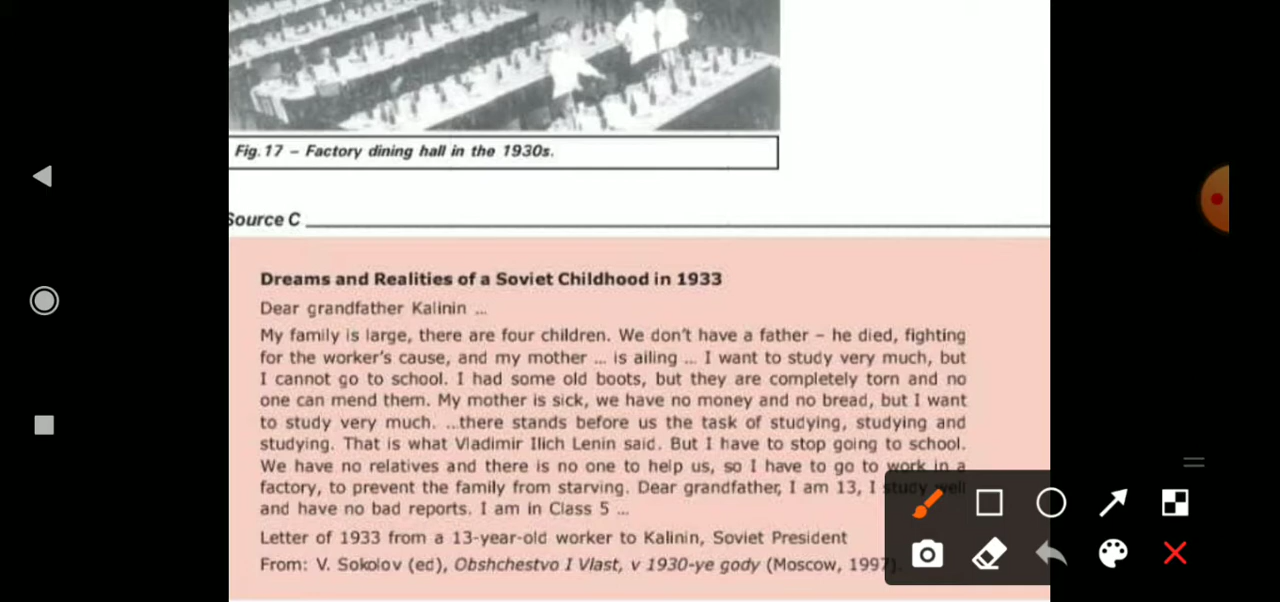 Fig.17 – Factory dining hall in the 1930s.
Source C
Dreams and Realities of a Soviet Childhood in 1933
Dear grandfather Kalinin ...
My family is large, there are four children. We don't have a father – he died, fighting
for the worker's cause, and my mother ... is ailing ... I want to study very much, but
I cannot go to school. I had some old boots, but they are completely torn and no
one can mend them. My mother is sick, we have no money and no bread, but I want
to study very much. ...there stands before us the task of studying, studying and
studying. That is what Vladimir Ilich Lenin said. But I have to stop going to school.
We have no relatives and there is no one to help us, so I have to go to work in a
factory, to prevent the family from starving. Dear grandfather, I am 13, I study well
and have no bad reports. I am in Class 5 ...
Letter of 1933 from a 13-year-old worker to Kalinin, Soviet President
From: V. Sokolov (ed), Obshchestvo I Vlast, v 1930-ye gody (Moscow, 1997).